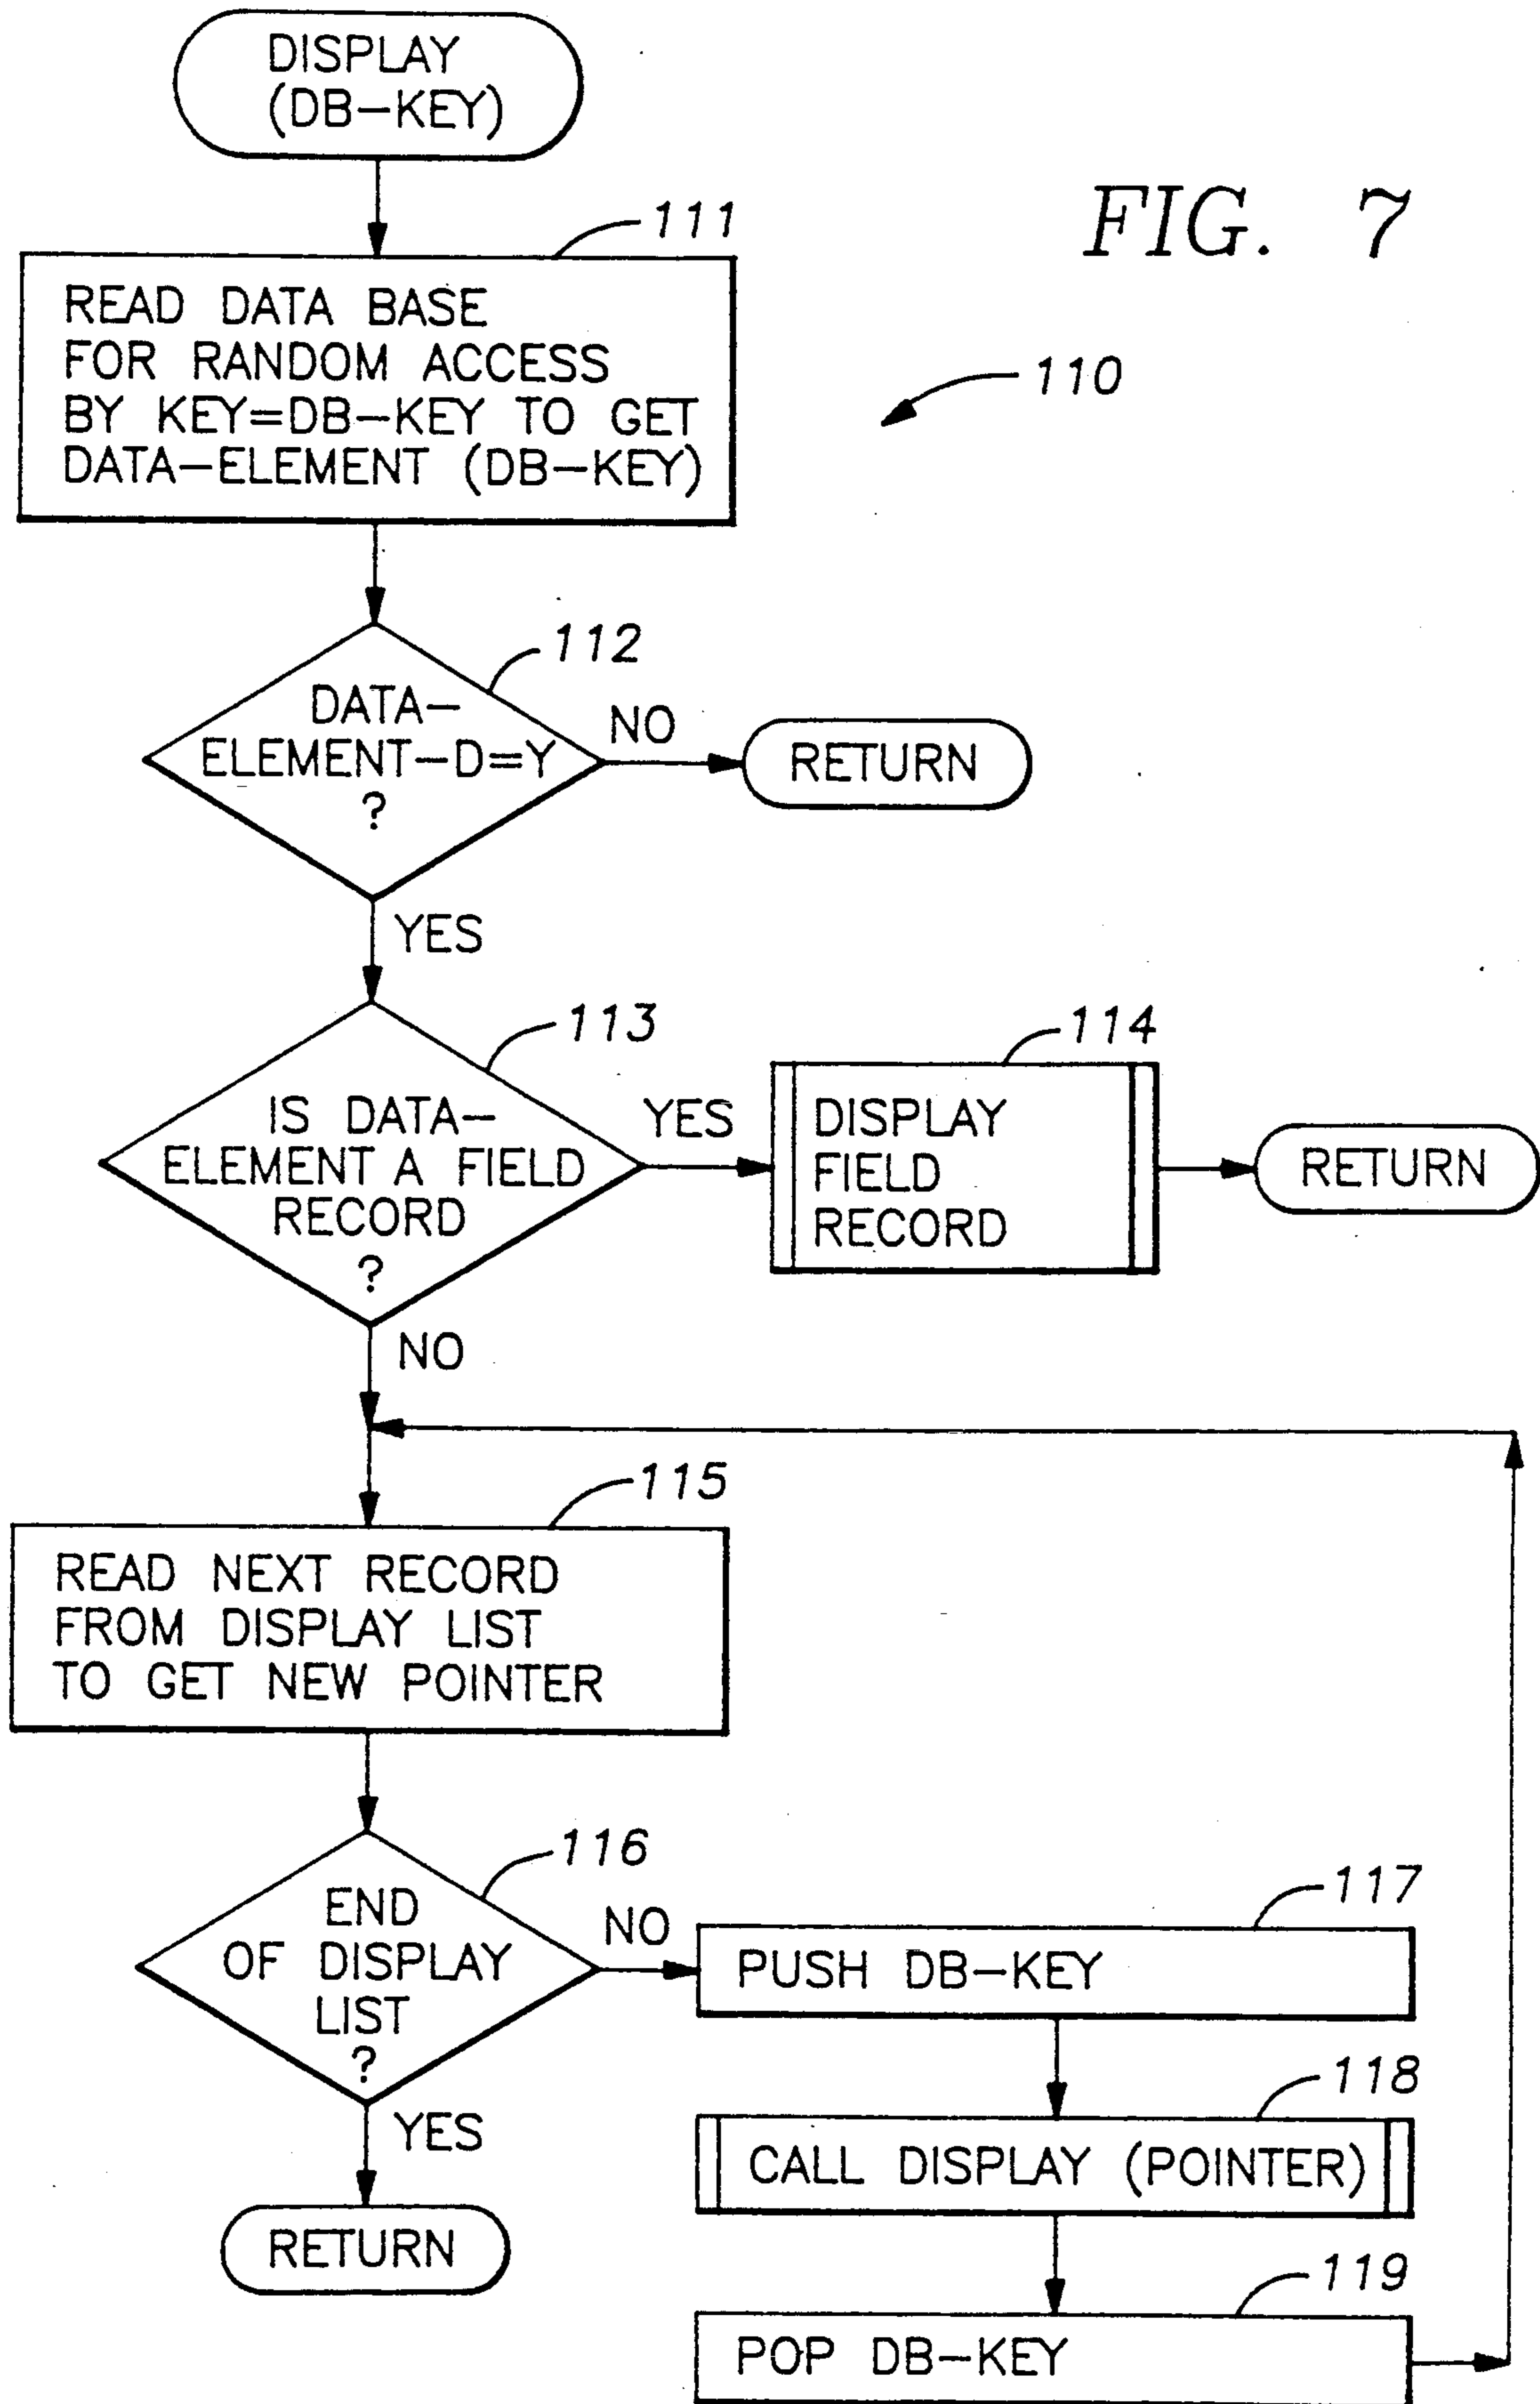 DISPLAY
(DB-KEY)
FIG. 7
111
READ DATA BASE
FOR RANDOM ACCESS
BY KEY=DB-KEY TO GET
DATA-ELEMENT (DB-KEY)
110
112
DATA-
ELEMENT-D=Y
?
NO
RETURN
YES
113
IS DATA-
ELEMENT A FIELD
RECORD
?
YES
114
DISPLAY
FIELD
RECORD
RETURN
NO
115
READ NEXT RECORD
FROM DISPLAY LIST
TO GET NEW POINTER
116
END
OF DISPLAY
LIST
?
NO
117
PUSH DB-KEY
118
CALL DISPLAY (POINTER)
YES
RETURN
119
POP DB-KEY